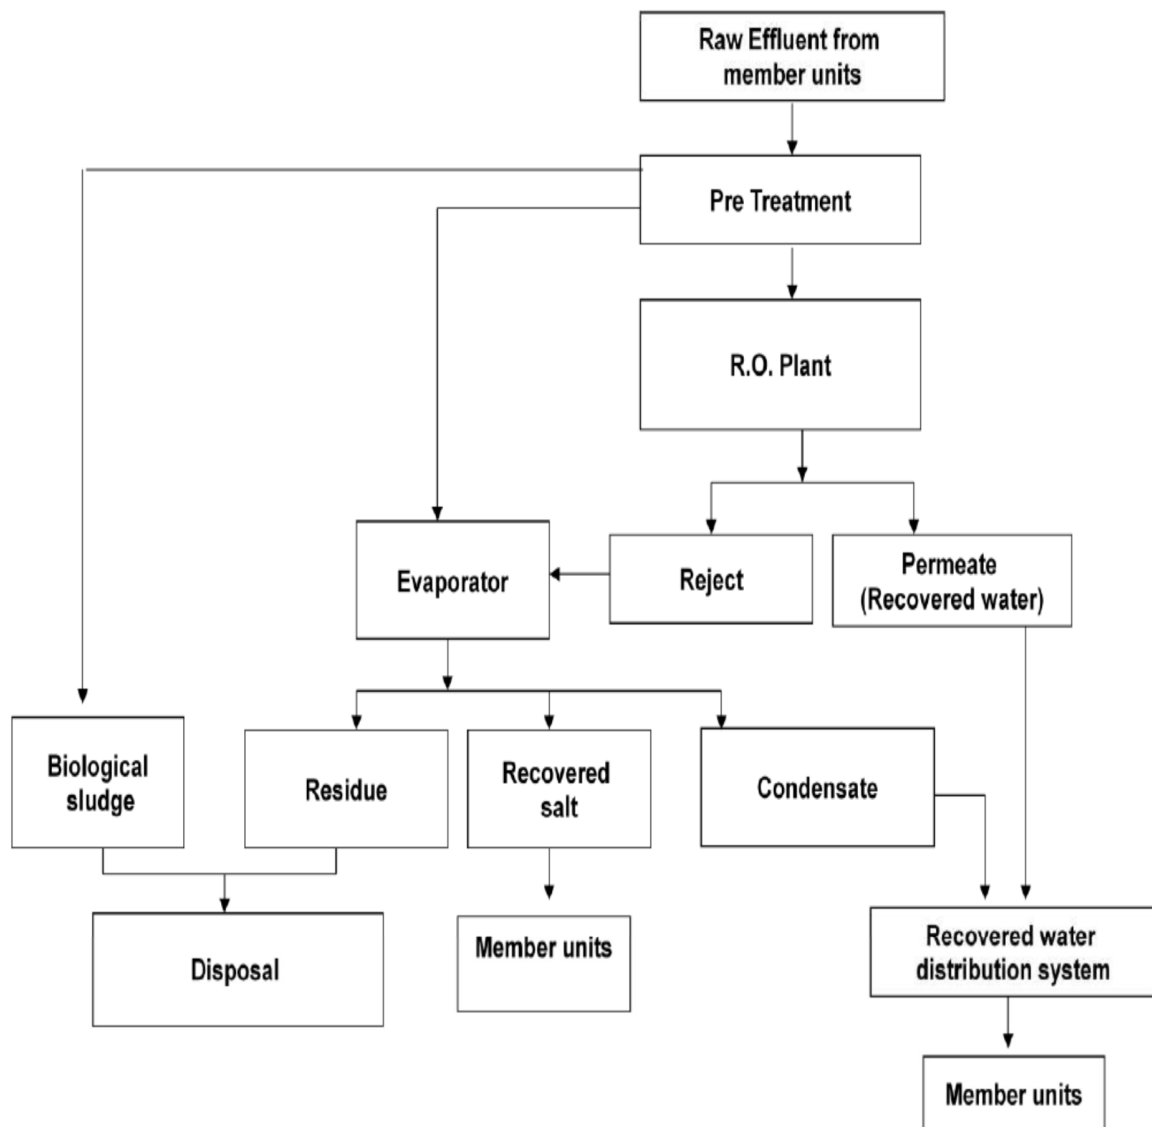 Raw Effluent from
member units
Pre Treatment
R.O. Plant
Evaporator
Reject
Permeate
(Recovered water)
Biological
sludge
Residue
Recovered
salt
Condensate
Disposal
Member units
Recovered water
distribution system
Member units